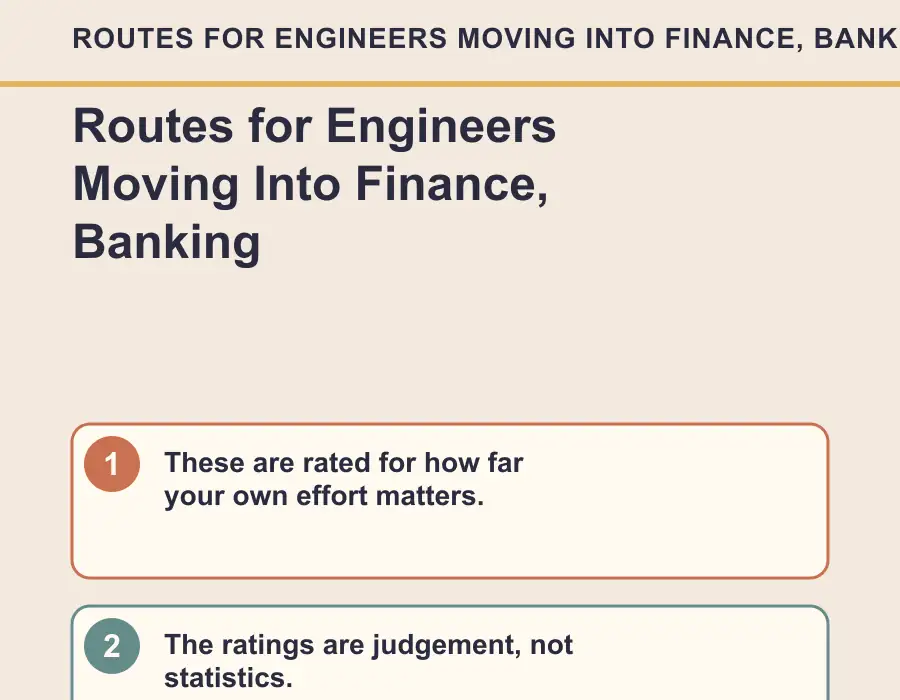 ROUTES FOR ENGINEERS MOVING INTO FINANCE, BANK
Routes for Engineers
Moving Into Finance,
Banking
1
These are rated for how far
your own effort matters.
2
The ratings are judgement, not
statistics.